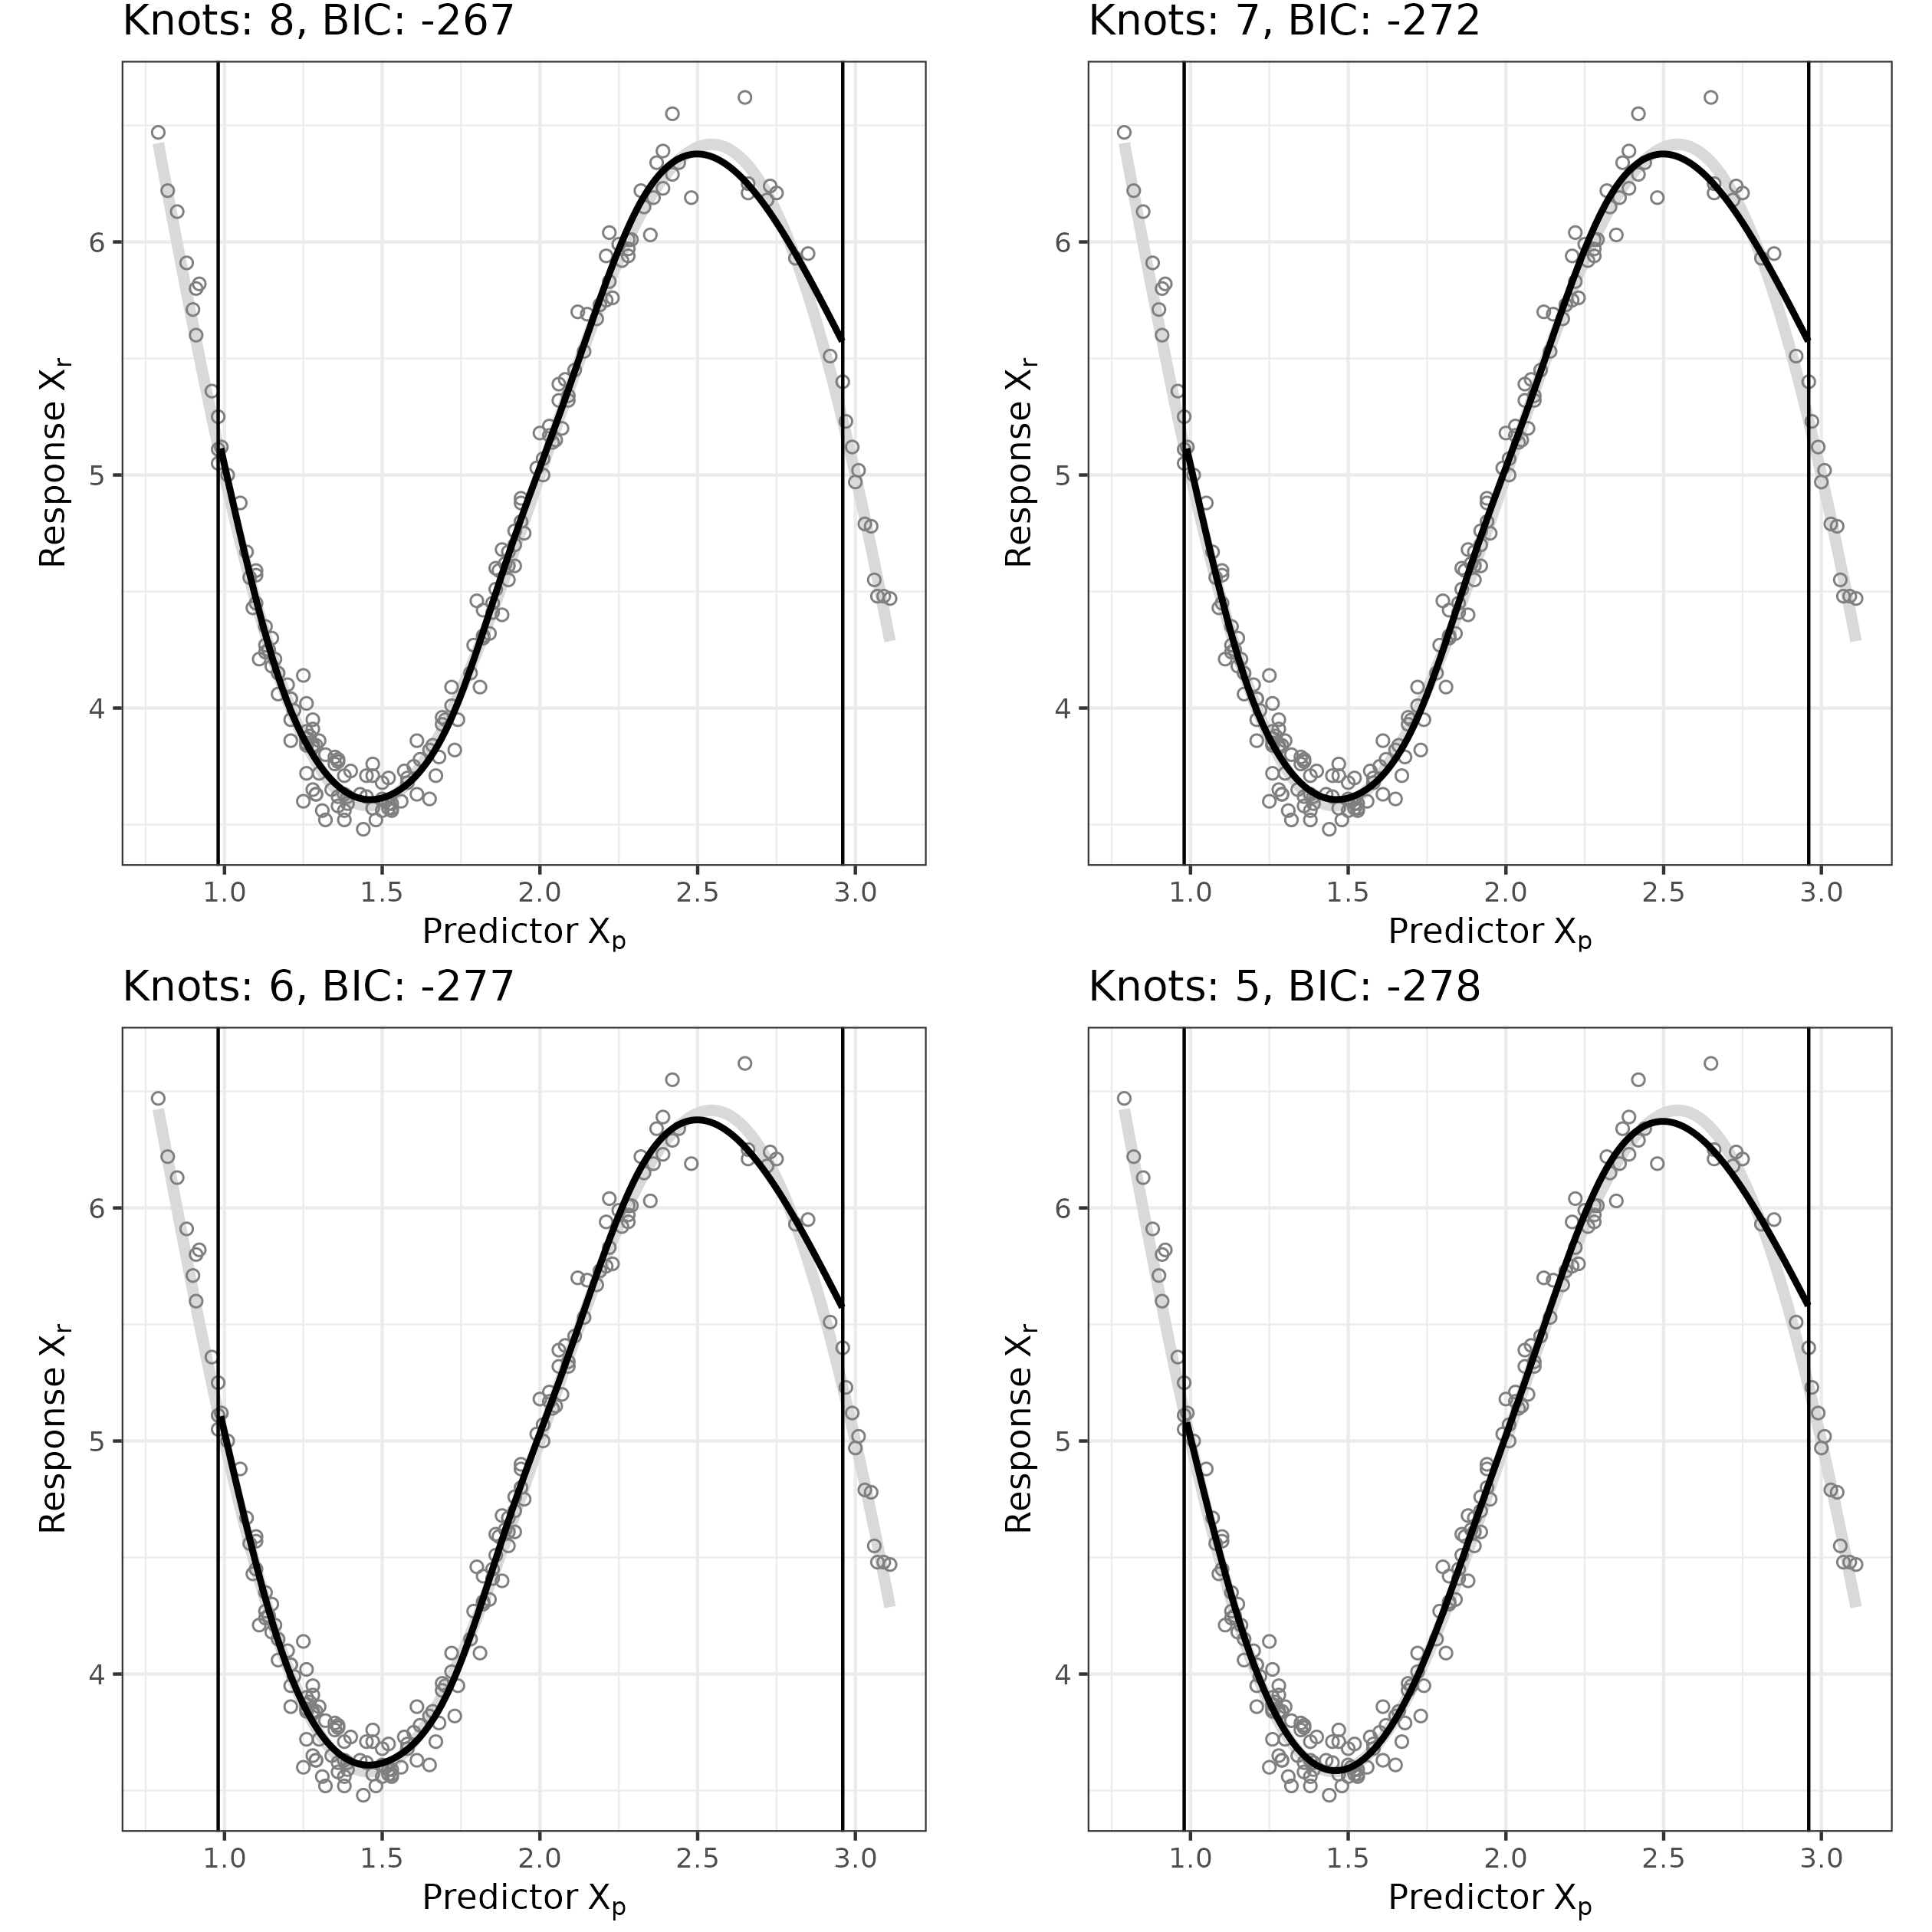 Knots: 8, BIC: -267
Response Xr
6
5
4
1.0 1.5 2.0 2.5 3.0
Predictor Xp
Knots: 7, BIC: -272
Response Xr
6
5
4
1.0 1.5 2.0 2.5 3.0
Predictor Xp
Knots: 6, BIC: -277
Response Xr
6
5
4
1.0 1.5 2.0 2.5 3.0
Predictor Xp
Knots: 5, BIC: -278
Response Xr
6
5
4
1.0 1.5 2.0 2.5 3.0
Predictor Xp